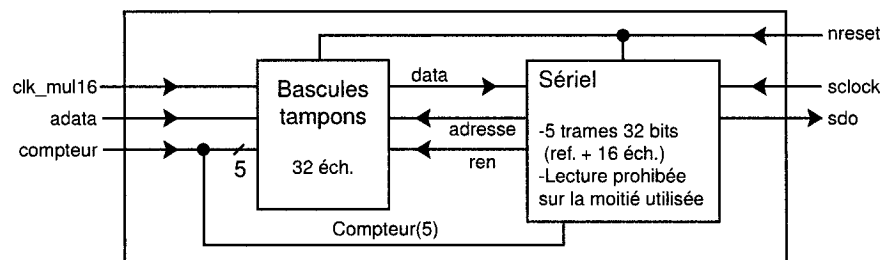 nreset
clk_mul16
Bascules
tampons
data
Sériel
sclock
adata
adresse
-5 trames 32 bits
sdo
compteur
5
32 éch.
ren
(ref. + 16 éch.)
-Lecture prohibée
sur la moitié utilisée
Compteur(5)